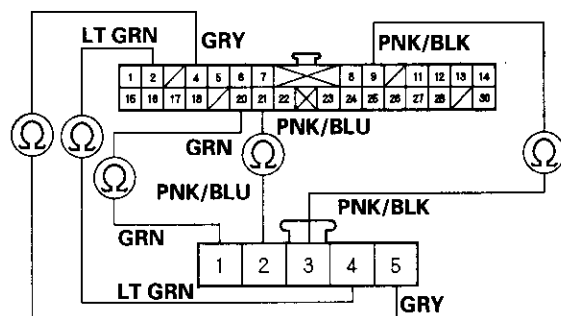 LT GRN
GRY
PNK/BLK
1 2 4 5 6 7 8 9 11 12 13 14
15 16 17 18 20 21 22 23 24 25 26 27 28 30
Ω Ω Ω Ω Ω
GRN
PNK/BLU
PNK/BLU
PNK/BLK
GRN
1 2 3 4 5
LT GRN
GRY